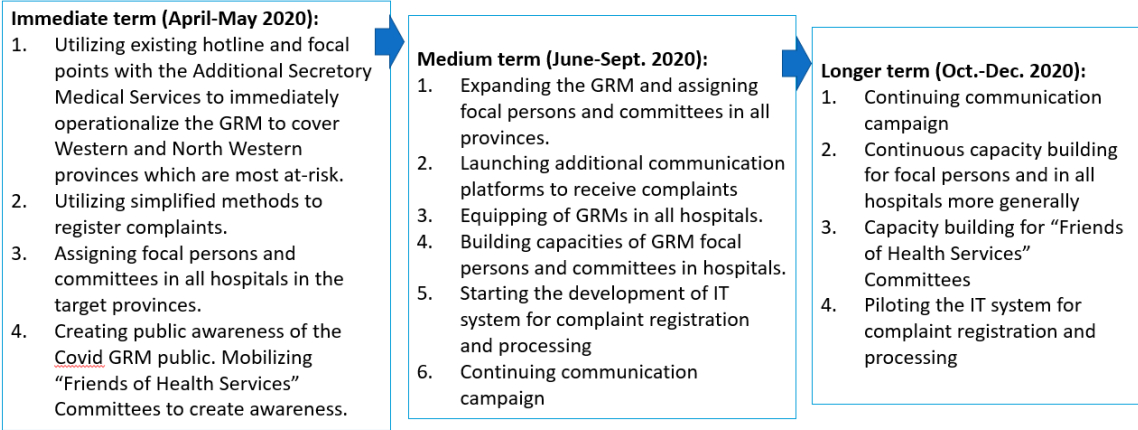 Immediate term (April-May 2020):
1. Utilizing existing hotline and focal
points with the Additional Secretory
Medical Services to immediately
operationalize the GRM to cover
Western and North Western
provinces which are most at-risk.
2. Utilizing simplified methods to
register complaints.
3. Assigning focal persons and
committees in all hospitals in the
target provinces.
4. Creating public awareness of the
Covid GRM public. Mobilizing
“Friends of Health Services”
Committees to create awareness.
Medium term (June-Sept. 2020):
1. Expanding the GRM and assigning
focal persons and committees in all
provinces.
2. Launching additional communication
platforms to receive complaints
3. Equipping of GRMs in all hospitals.
4. Building capacities of GRM focal
persons and committees in hospitals.
5. Starting the development of IT
system for complaint registration
and processing
6. Continuing communication
campaign
Longer term (Oct.-Dec. 2020):
1. Continuing communication
campaign
2. Continuous capacity building
for focal persons and in all
hospitals more generally
3. Capacity building for “Friends
of Health Services”
Committees
4. Piloting the IT system for
complaint registration and
processing